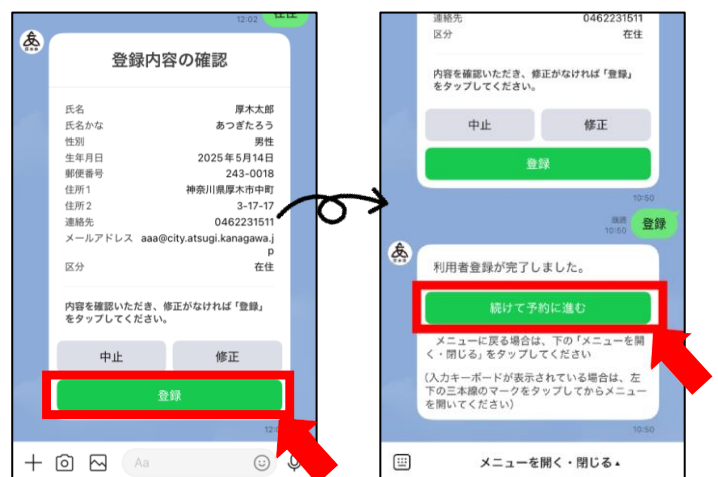 12:02
登録内容の確認
氏名 厚木太郎
氏名かな あつぎたろう
性別 男性
生年月日 2025年5月14日
郵便番号 243-0018
住所1 神奈川県厚木市中町
住所2 3-17-17
連絡先 0462231511
メールアドレス aaa@city.atsugi.kanagawa.j
p
区分 在住
内容を確認いただき、修正がなければ「登録」
をタップしてください。
中止 修正
登録
Aa
連絡先 0462231511
区分 在住
内容を確認いただき、修正がなければ「登録」
をタップしてください。
中止 修正
登録
10:50
既読
10:50
登録
利用者登録が完了しました。
続けて予約に進む
メニューに戻る場合は、下の「メニューを開
く・閉じる」をタップしてください
(入力キーボードが表示されている場合は、左
下の三本線のマークをタップしてからメニュー
を開いてください)
10:50
メニューを開く・閉じる▲